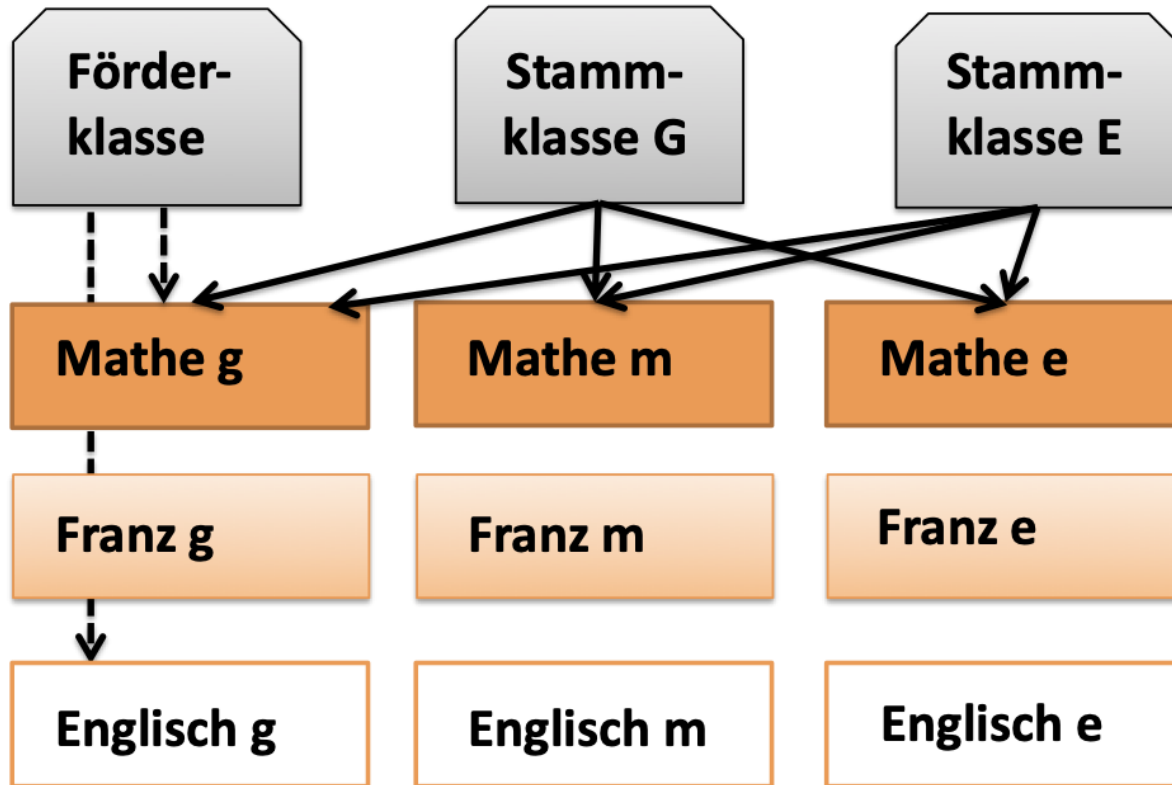 Förder-
klasse
Stamm-
klasse G
Stamm-
klasse E
Mathe g
Mathe m
Mathe e
Franz g
Franz m
Franz e
Englisch g
Englisch m
Englisch e